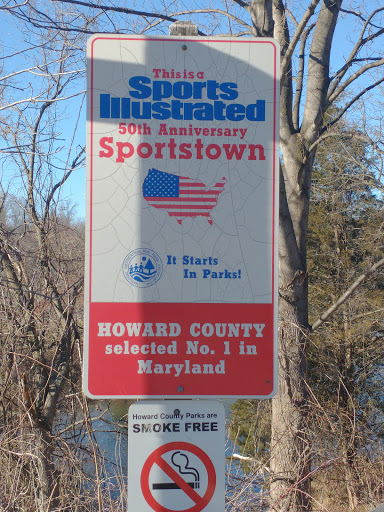 This is a
Sports
Illustrated
50th Anniversary
Sportstown
It Starts
In Parks!
HOWARD COUNTY
selected No. 1 in
Maryland
Howard County Parks are
SMOKE FREE